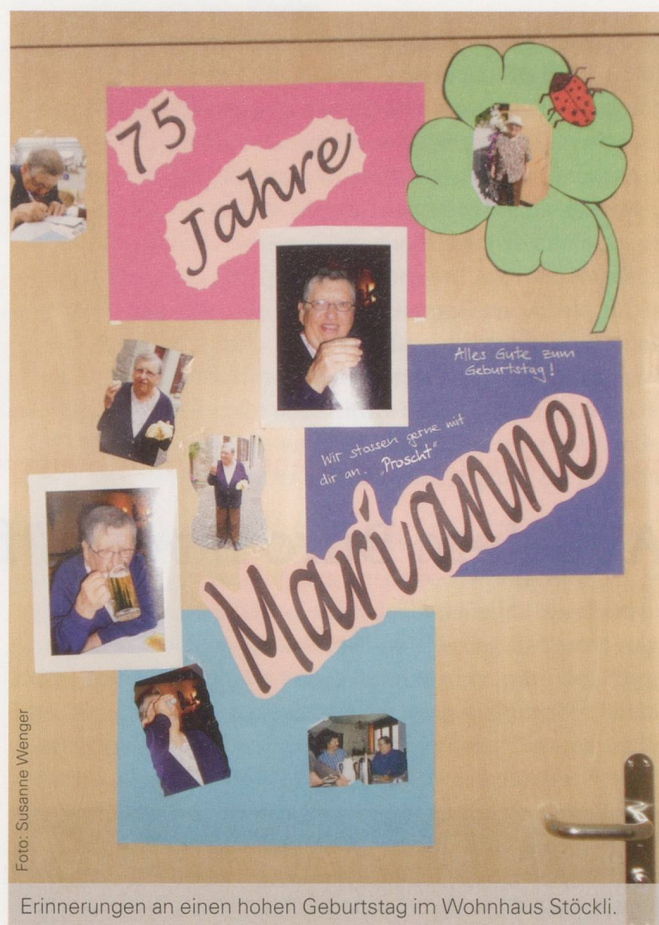 75
Jahre
Alles Gute zum
Geburtstag!
Wir stossen gerne mit
dir an. „Proscht"
Marianne
Foto: Susanne Wenger
Erinnerungen an einen hohen Geburtstag im Wohnhaus Stöckli.